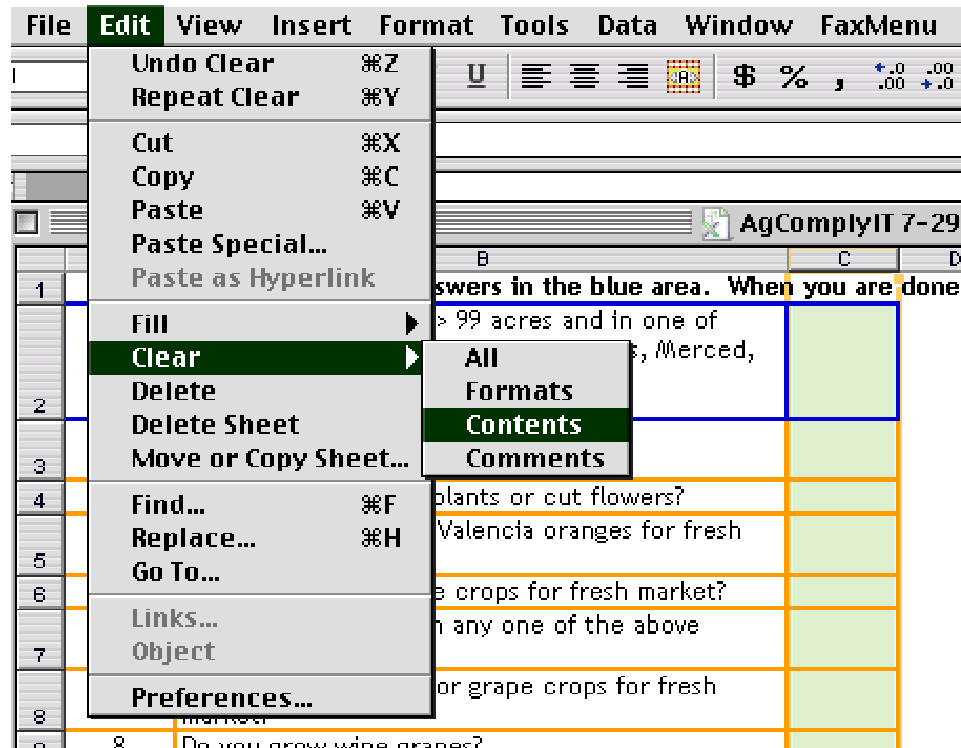 File Edit View Insert Format Tools Data Window FaxMenu
U $ % , .0 .00 .00 .0
Undo Clear ⌘Z
Repeat Clear ⌘Y
Cut ⌘X
Copy ⌘C
Paste ⌘V
Paste Special...
Paste as Hyperlink
Fill
Clear
Delete
Delete Sheet
Move or Copy Sheet...
Find... ⌘F
Replace... ⌘H
Go To...
Links...
Object
Preferences...
All
Formats
Contents
Comments
AgComplyIT 7-29
B C D
1 swers in the blue area. When you are done
2 > 99 acres and in one of
, Merced,
3
4 plants or cut flowers?
5 Valencia oranges for fresh
6 e crops for fresh market?
7 n any one of the above
8 or grape crops for fresh
market?
8 Do you grow wine grapes?